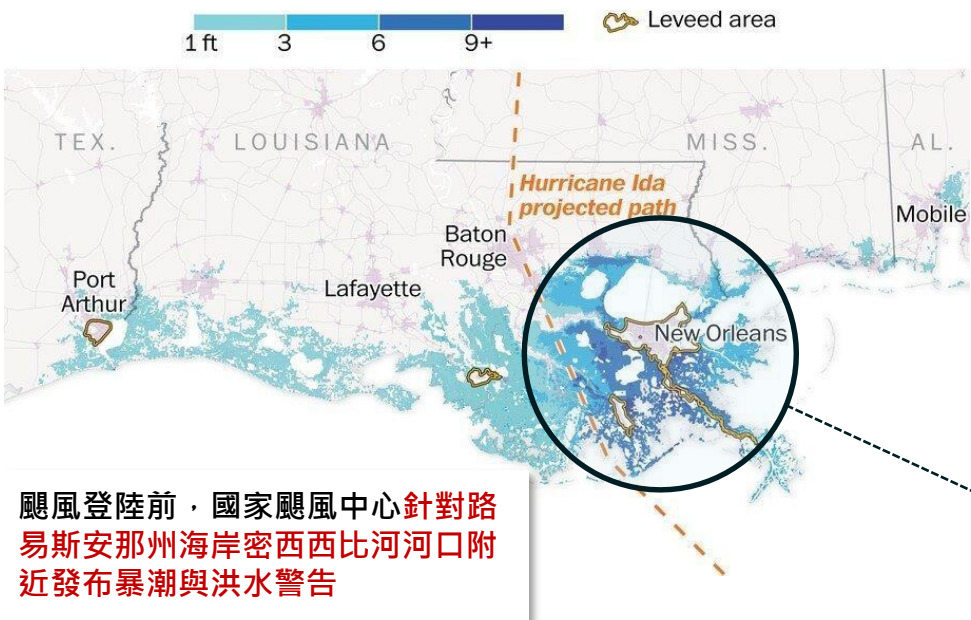 Leveed area
1 ft 3 6 9+
TEX. LOUISIANA MISS. AL.
Hurricane Ida
projected path
Mobile
Baton
Rouge
Port
Arthur
Lafayette
New Orleans
颶風登陸前，國家颶風中心針對路
易斯安那州海岸密西西比河河口附
近發布暴潮與洪水警告